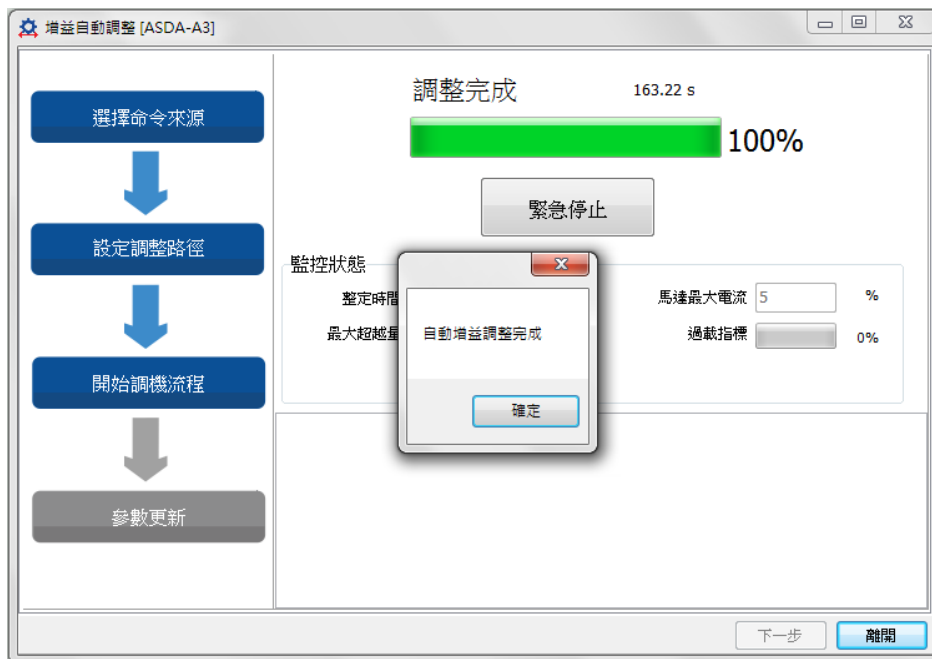 增益自動調整 [ASDA-A3]
選擇命令來源
設定調整路徑
開始調機流程
參數更新
調整完成 163.22 s
100%
緊急停止
監控狀態
整定時間
最大超越量
馬達最大電流 5 %
過載指標 0%
自動增益調整完成
確定
下一步 離開